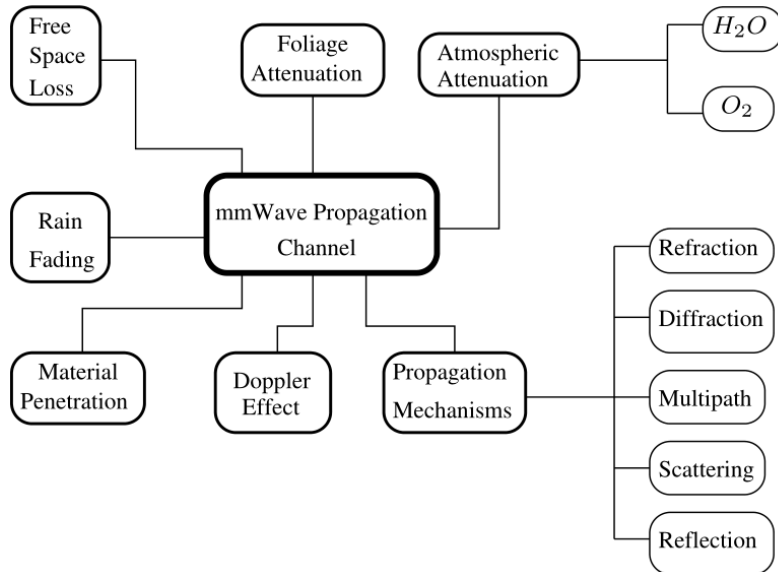 Free
Space
Loss
Foliage
Attenuation
Atmospheric
Attenuation
H₂O
O₂
Rain
Fading
mmWave Propagation
Channel
Material
Penetration
Doppler
Effect
Propagation
Mechanisms
Refraction
Diffraction
Multipath
Scattering
Reflection